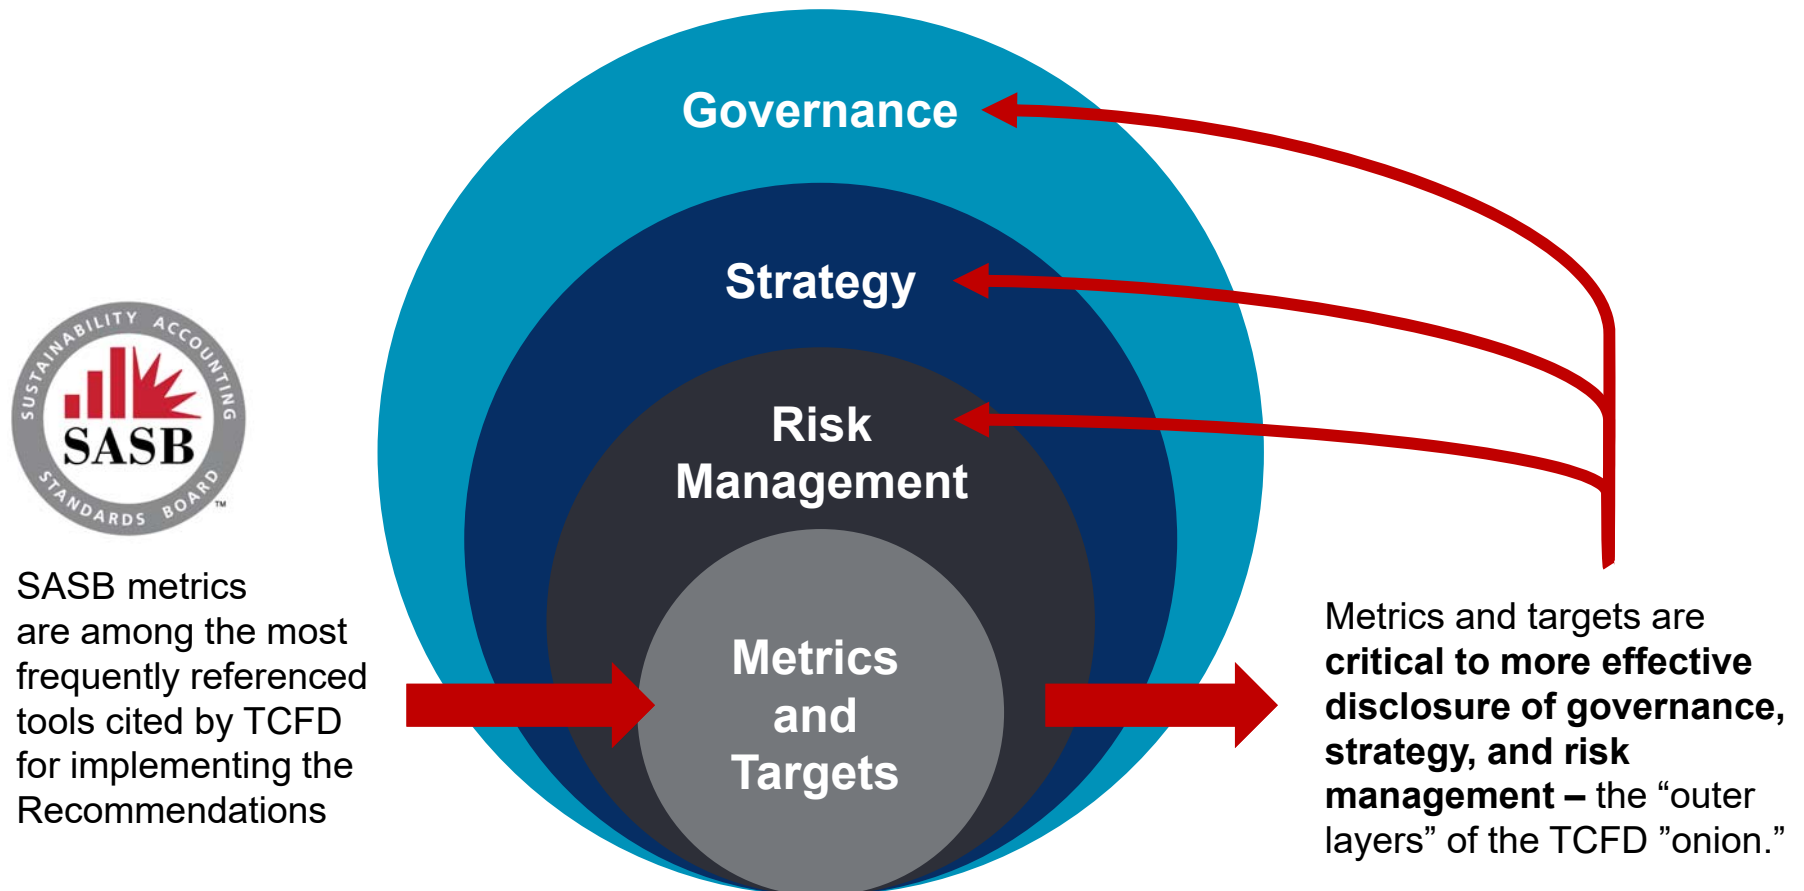 Governance
Strategy
Risk
Management
Metrics
and
Targets
SUSTAINABILITY ACCOUNTING
SASB
STANDARDS BOARD
™
SASB metrics
are among the most
frequently referenced
tools cited by TCFD
for implementing the
Recommendations
Metrics and targets are
critical to more effective
disclosure of governance,
strategy, and risk
management – the “outer
layers” of the TCFD ”onion.”